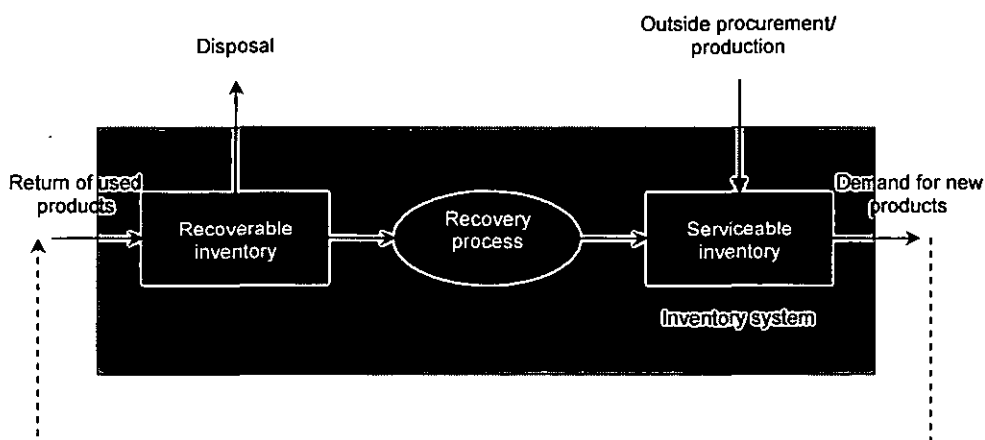 Disposal
Outside procurement/
production
Return of used
products
Recoverable
inventory
Recovery
process
Serviceable
inventory
Demand for new
products
Inventory system